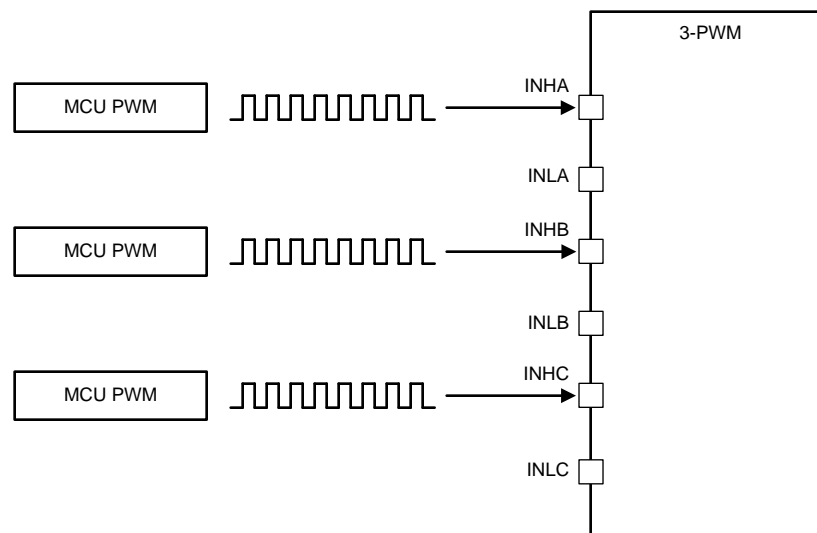 3-PWM
INHA
MCU PWM
INLA
INHB
MCU PWM
INLB
INHC
MCU PWM
INLC